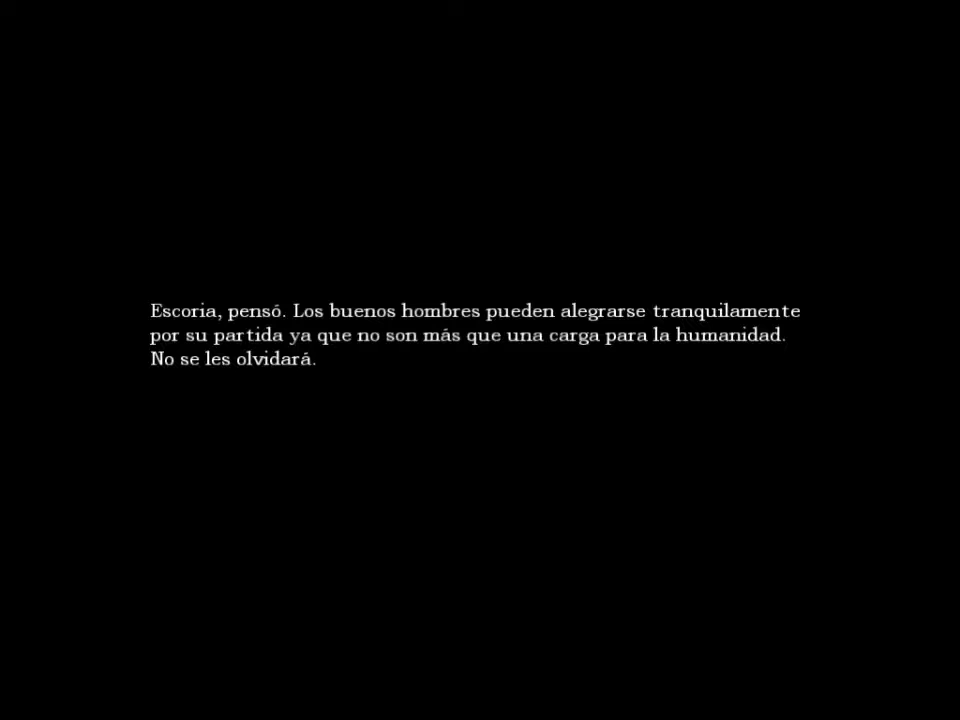 Escoria, pensó. Los buenos hombres pueden alegrarse tranquilamente
por su partida ya que no son más que una carga para la humanidad.
No se les olvidará.